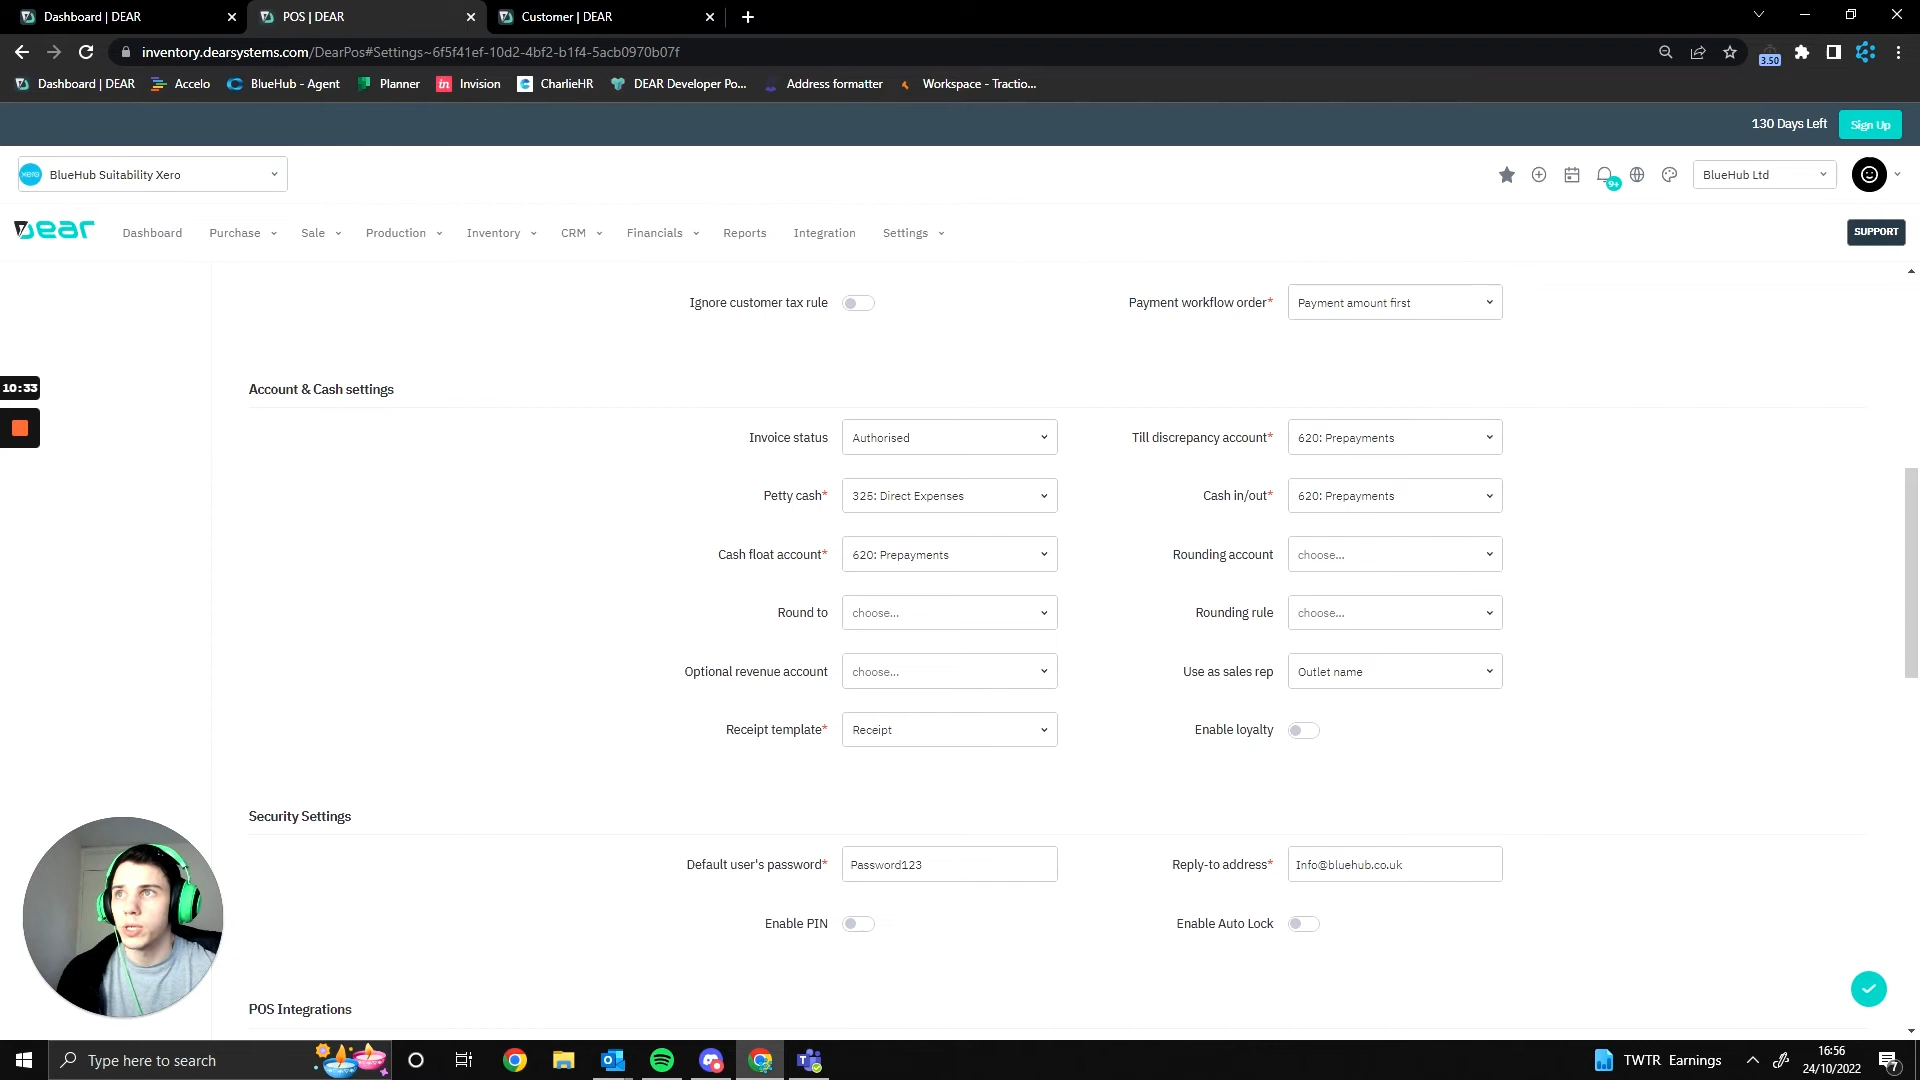 Dashboard | DEAR
POS | DEAR
Customer | DEAR
inventory.dearsystems.com/DearPos#Settings~6f5f41ef-10d2-4bf2-b1f4-5acb0970b07f
3.50
Dashboard | DEAR
Accelo
BlueHub - Agent
Planner
in Invision
CharlieHR
DEAR Developer Po...
Address formatter
Workspace - Tractio...
130 Days Left
Sign Up
xero BlueHub Suitability Xero
9+
BlueHub Ltd
Dear
Dashboard
Purchase
Sale
Production
Inventory
CRM
Financials
Reports
Integration
Settings
SUPPORT
Ignore customer tax rule
Payment workflow order* Payment amount first
10:33
Account & Cash settings
Invoice status Authorised
Till discrepancy account* 620: Prepayments
Petty cash* 325: Direct Expenses
Cash in/out* 620: Prepayments
Cash float account* 620: Prepayments
Rounding account choose...
Round to choose...
Rounding rule choose...
Optional revenue account choose...
Use as sales rep Outlet name
Receipt template* Receipt
Enable loyalty
Security Settings
Default user's password* Password123
Reply-to address* Info@bluehub.co.uk
Enable PIN
Enable Auto Lock
POS Integrations
Type here to search
TWTR Earnings
16:56
24/10/2022
7